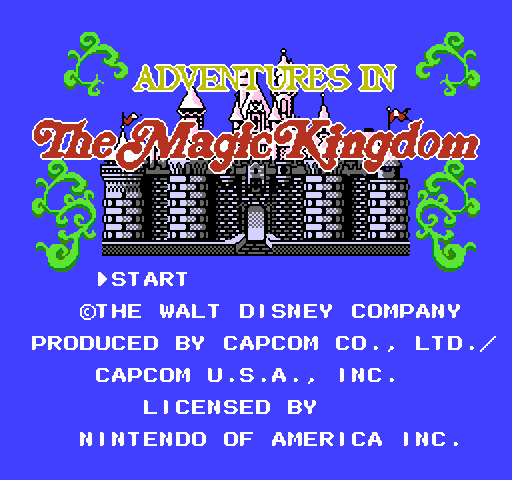 ADVENTURES IN
The Magic Kingdom
START
©THE WALT DISNEY COMPANY
PRODUCED BY CAPCOM CO., LTD./
CAPCOM U.S.A., INC.
LICENSED BY
NINTENDO OF AMERICA INC.